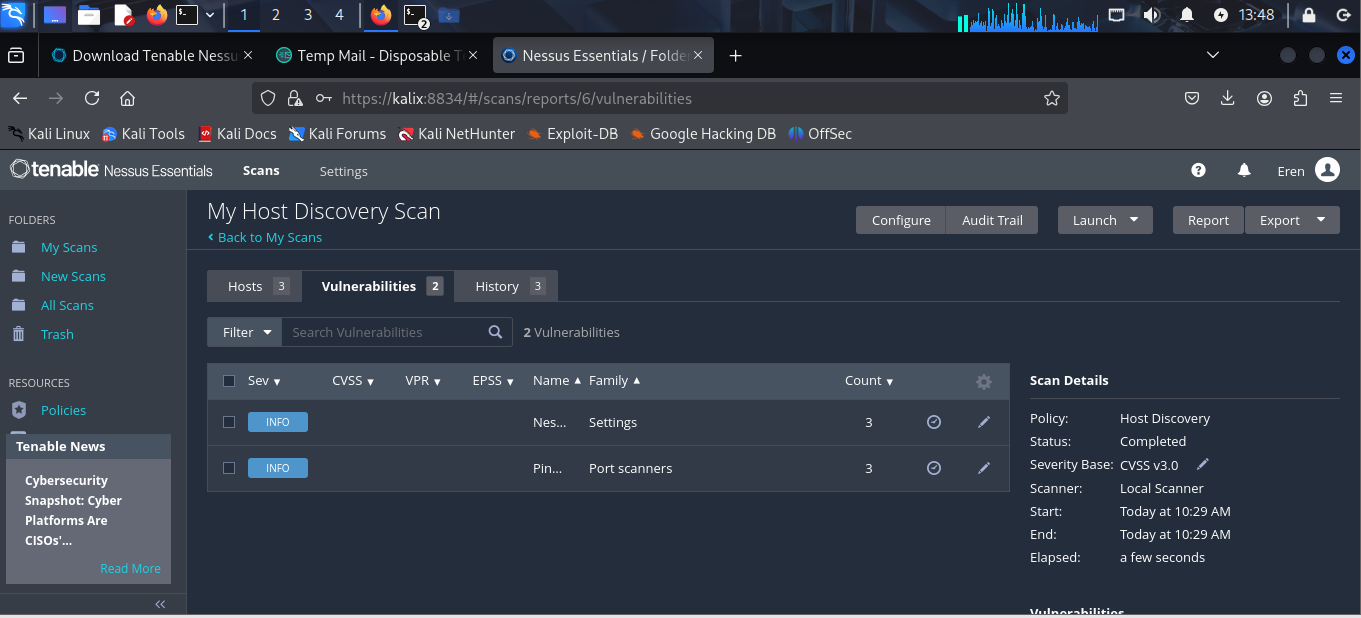 1 2 3 4 2 13:48
Download Tenable Nessu Temp Mail - Disposable T Nessus Essentials / Folde
https://kalix:8834/#/scans/reports/6/vulnerabilities
Kali Linux Kali Tools Kali Docs Kali Forums Kali NetHunter Exploit-DB Google Hacking DB OffSec
tenable Nessus Essentials Scans Settings Eren
FOLDERS
My Scans
New Scans
All Scans
Trash
RESOURCES
Policies
Tenable News
Cybersecurity
Snapshot: Cyber
Platforms Are
CISOs'...
Read More
My Host Discovery Scan
Back to My Scans
Configure Audit Trail Launch Report Export
Hosts 3 Vulnerabilities 2 History 3
Filter Search Vulnerabilities 2 Vulnerabilities
Sev CVSS VPR EPSS Name Family Count
INFO Nes... Settings 3
INFO Pin... Port scanners 3
Scan Details
Policy: Host Discovery
Status: Completed
Severity Base: CVSS v3.0
Scanner: Local Scanner
Start: Today at 10:29 AM
End: Today at 10:29 AM
Elapsed: a few seconds
Vulnerabilities